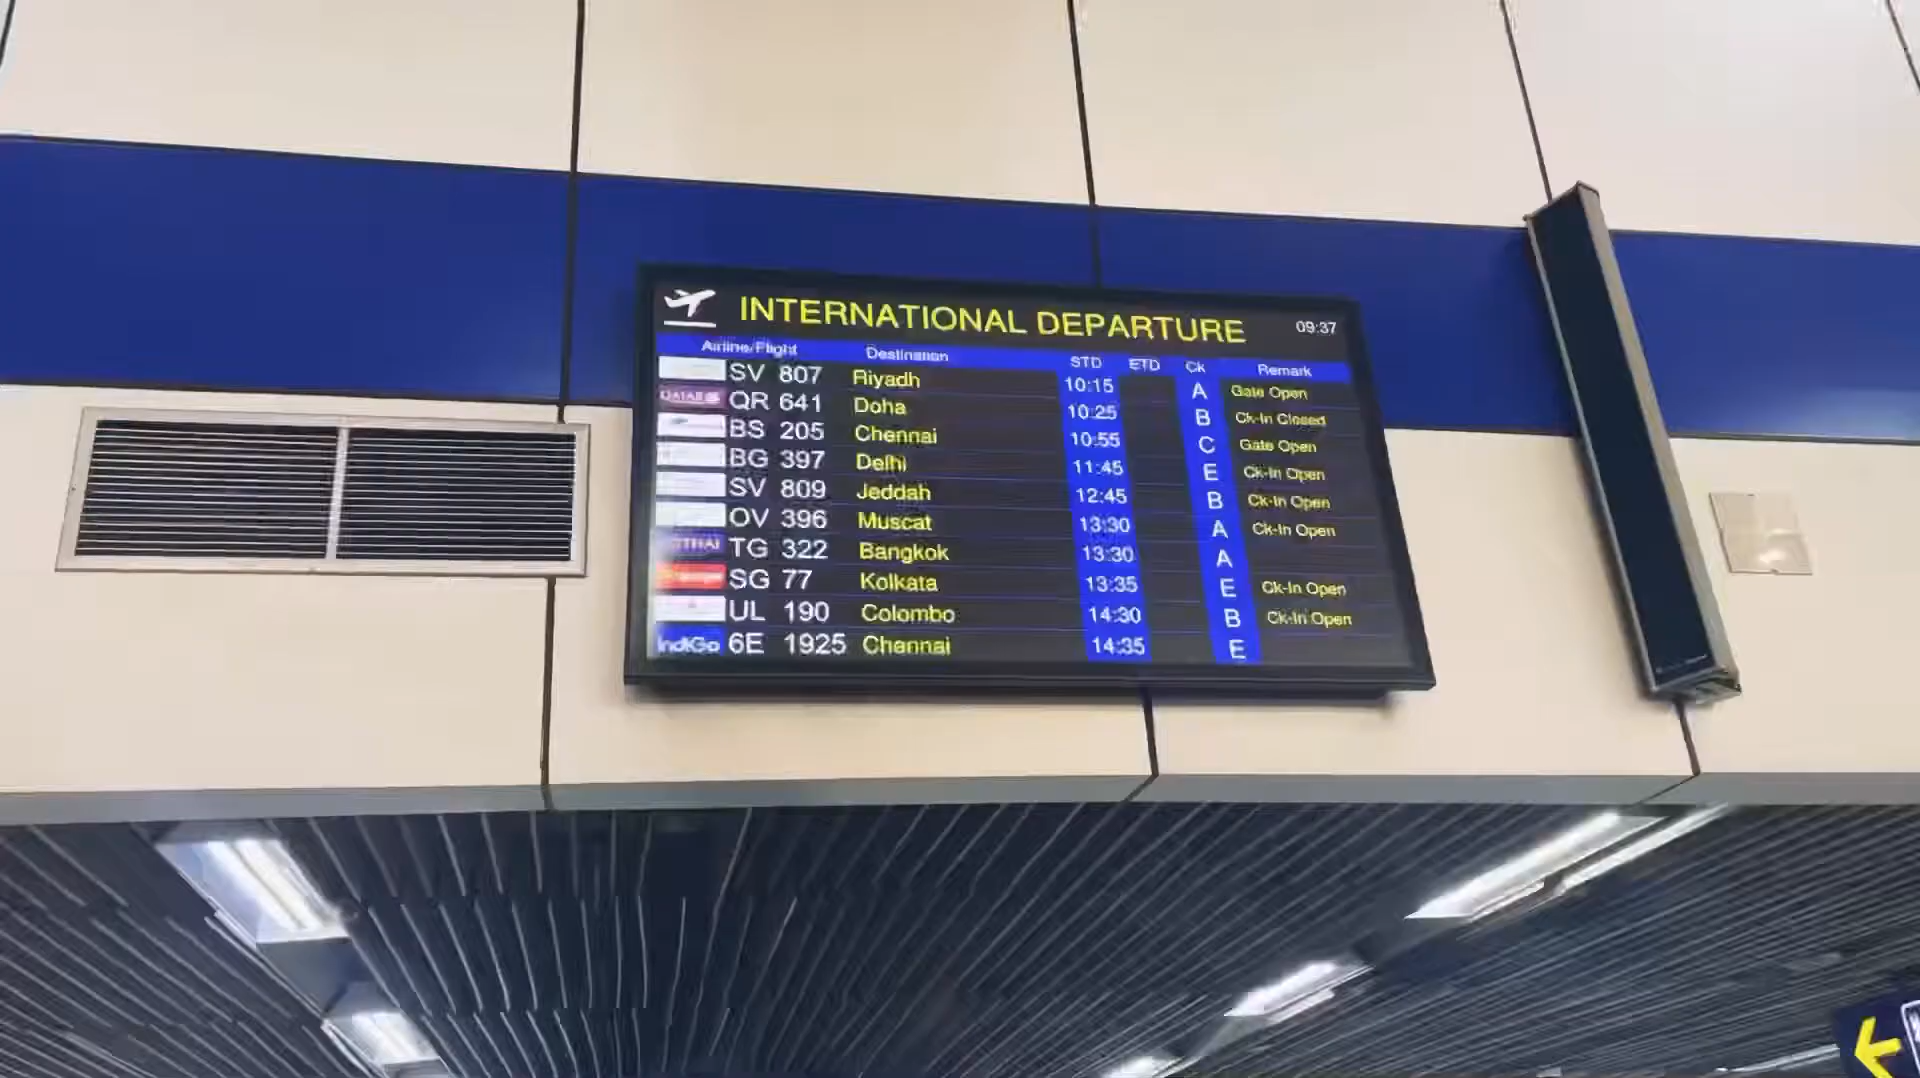 INTERNATIONAL DEPARTURE 09:37
Airline/Flight Destination STD ETD Ck Remark
SV 807 Riyadh 10:15 A Gate Open
QATAR QR 641 Doha 10:25 B Ck-In Closed
BS 205 Chennai 10:55 C Gate Open
BG 397 Delhi 11:45 E Ck-In Open
SV 809 Jeddah 12:45 B Ck-In Open
OV 396 Muscat 13:30 A Ck-In Open
THAI TG 322 Bangkok 13:30 A
SG 77 Kolkata 13:35 E Ck-In Open
UL 190 Colombo 14:30 B Ck-In Open
IndiGo 6E 1925 Chennai 14:35 E